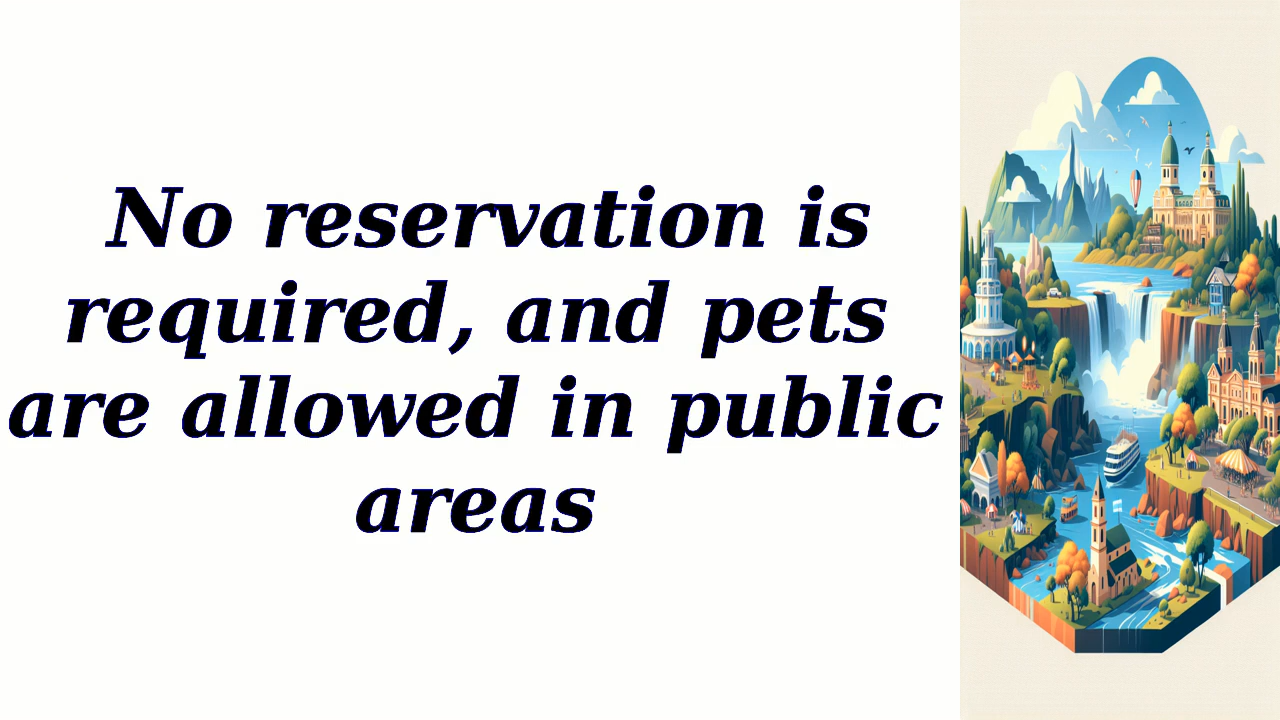 No reservation is
required, and pets
are allowed in public
areas